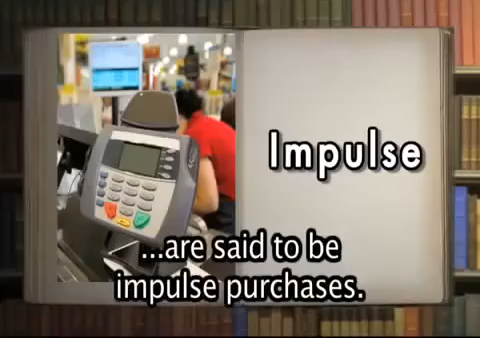 Impulse
...are said to be
impulse purchases.